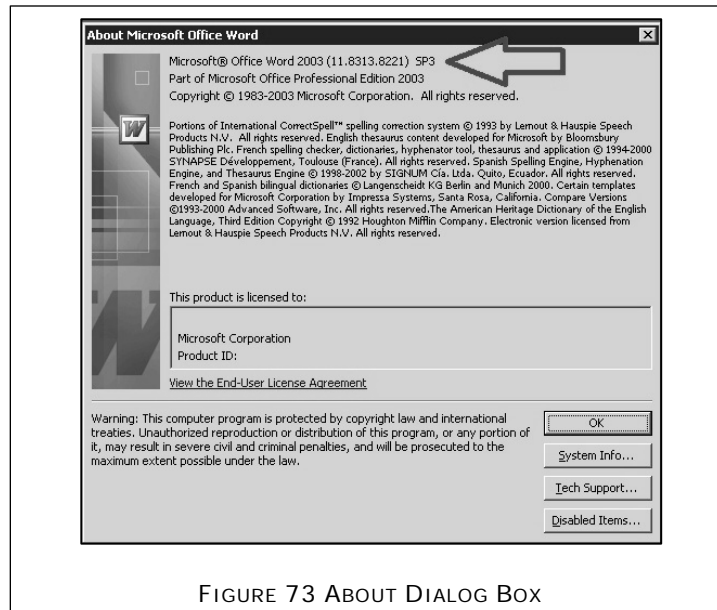 About Microsoft Office Word
Microsoft® Office Word 2003 (11.8313.8221) SP3
Part of Microsoft Office Professional Edition 2003
Copyright © 1983-2003 Microsoft Corporation. All rights reserved.
Portions of International CorrectSpell™ spelling correction system © 1993 by Lernout & Hauspie Speech
Products N.V. All rights reserved. English thesaurus content developed for Microsoft by Bloomsbury
Publishing Plc. French spelling checker, dictionaries, hyphenator tool, thesaurus and application © 1994-2000
SYNAPSE Développement, Toulouse (France). All rights reserved. Spanish Spelling Engine, Hyphenation
Engine, and Thesaurus Engine © 1998-2002 by SIGNUM Cía. Ltda. Quito, Ecuador. All rights reserved.
French and Spanish bilingual dictionaries © Langenscheidt KG Berlin and Munich 2000. Certain templates
developed for Microsoft Corporation by Impressa Systems, Santa Rosa, California. Compare Versions
©1993-2000 Advanced Software, Inc. All rights reserved.The American Heritage Dictionary of the English
Language, Third Edition Copyright © 1992 Houghton Mifflin Company. Electronic version licensed from
Lernout & Hauspie Speech Products N.V. All rights reserved.
This product is licensed to:
Microsoft Corporation
Product ID:
View the End-User License Agreement
Warning: This computer program is protected by copyright law and international
treaties. Unauthorized reproduction or distribution of this program, or any portion of
it, may result in severe civil and criminal penalties, and will be prosecuted to the
maximum extent possible under the law.
OK
System Info...
Tech Support...
Disabled Items...
FIGURE 73 ABOUT DIALOG BOX